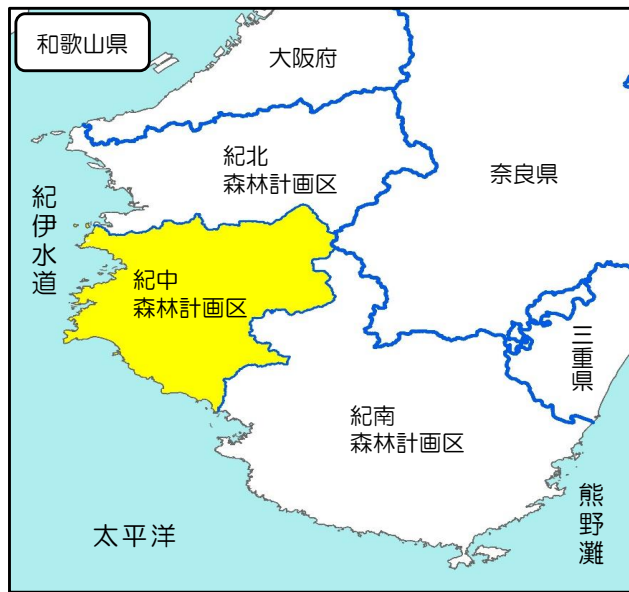 和歌山県
大阪府
紀北
森林計画区
奈良県
紀伊水道
紀中
森林計画区
三重県
紀南
森林計画区
熊野灘
太平洋